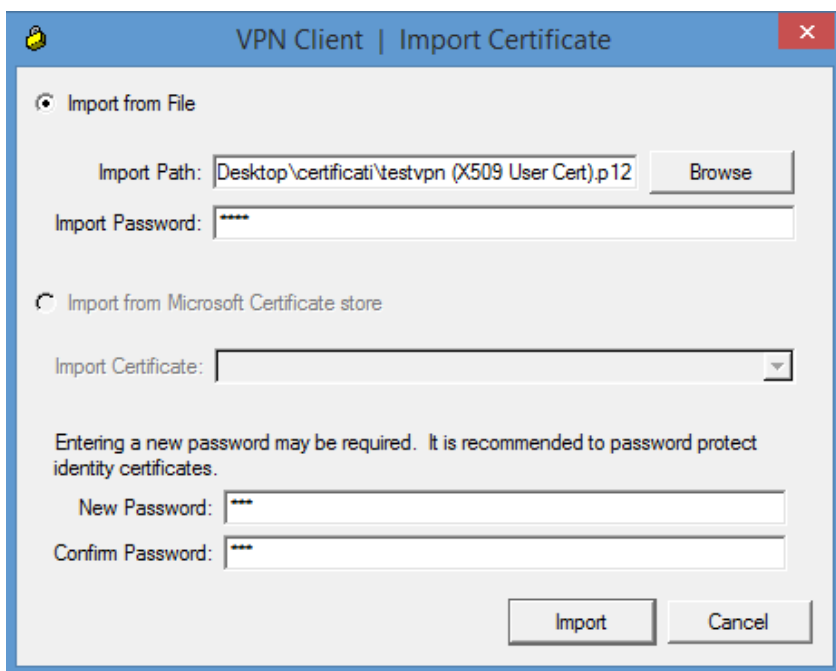 VPN Client | Import Certificate
Import from File
Import Path: Desktop\certificati\testvpn (X509 User Cert).p12 Browse
Import Password: ****
Import from Microsoft Certificate store
Import Certificate:
Entering a new password may be required. It is recommended to password protect
identity certificates.
New Password: ***
Confirm Password: ***
Import Cancel